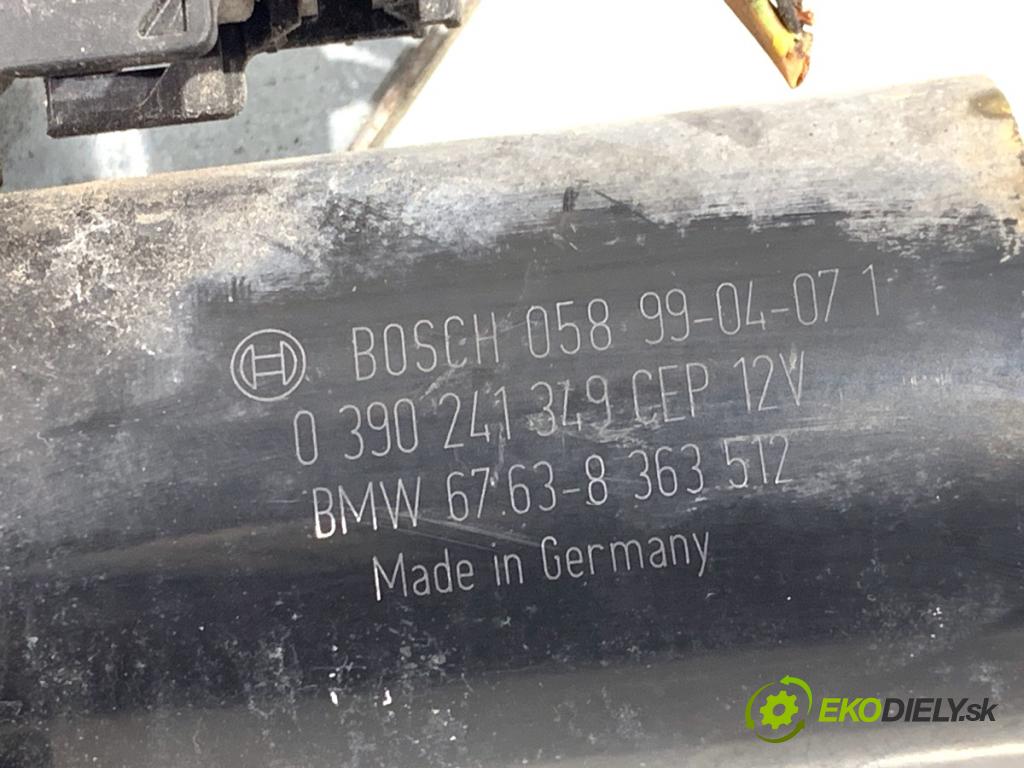 BOSCH 058 99-04-07 1
0 390 241 349 CEP 12V
BMW 67.63-8 363 512
Made in Germany
EKODIELY.sk